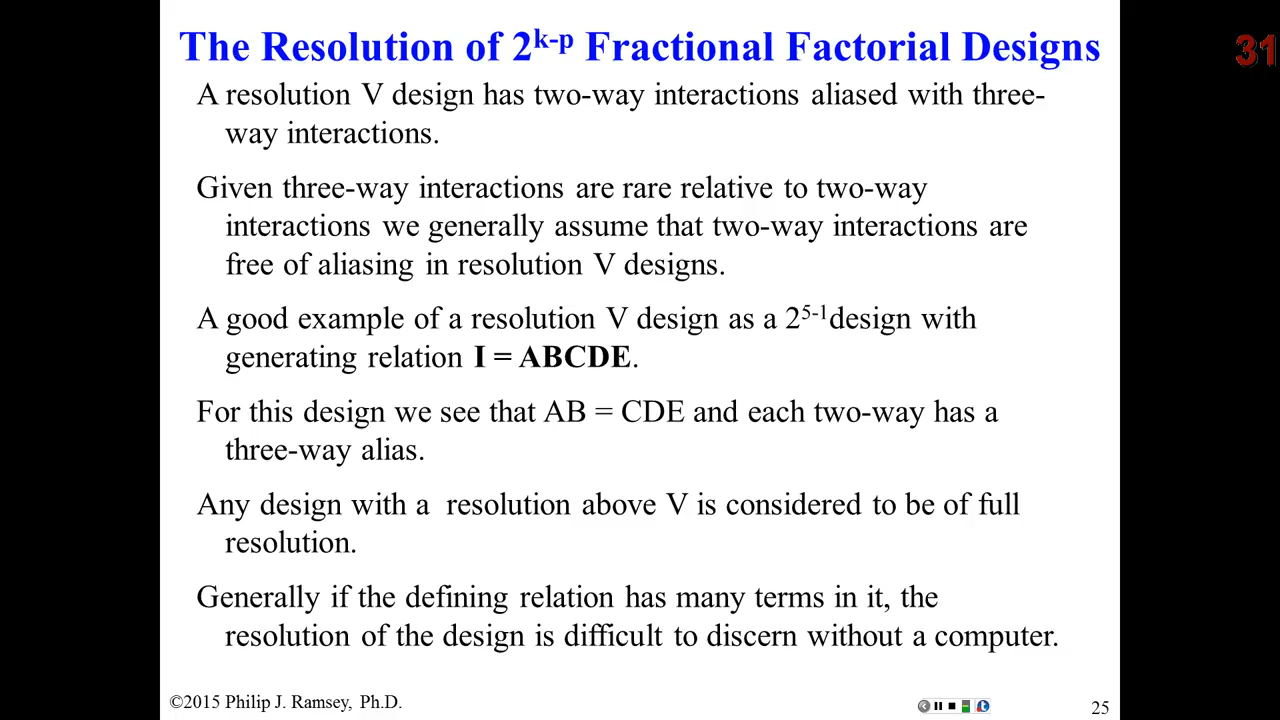 The Resolution of 2^k-p Fractional Factorial Designs
31
A resolution V design has two-way interactions aliased with three-
way interactions.
Given three-way interactions are rare relative to two-way
interactions we generally assume that two-way interactions are
free of aliasing in resolution V designs.
A good example of a resolution V design as a 2^5-1design with
generating relation I = ABCDE.
For this design we see that AB = CDE and each two-way has a
three-way alias.
Any design with a  resolution above V is considered to be of full
resolution.
Generally if the defining relation has many terms in it, the
resolution of the design is difficult to discern without a computer.
©2015 Philip J. Ramsey, Ph.D.
25